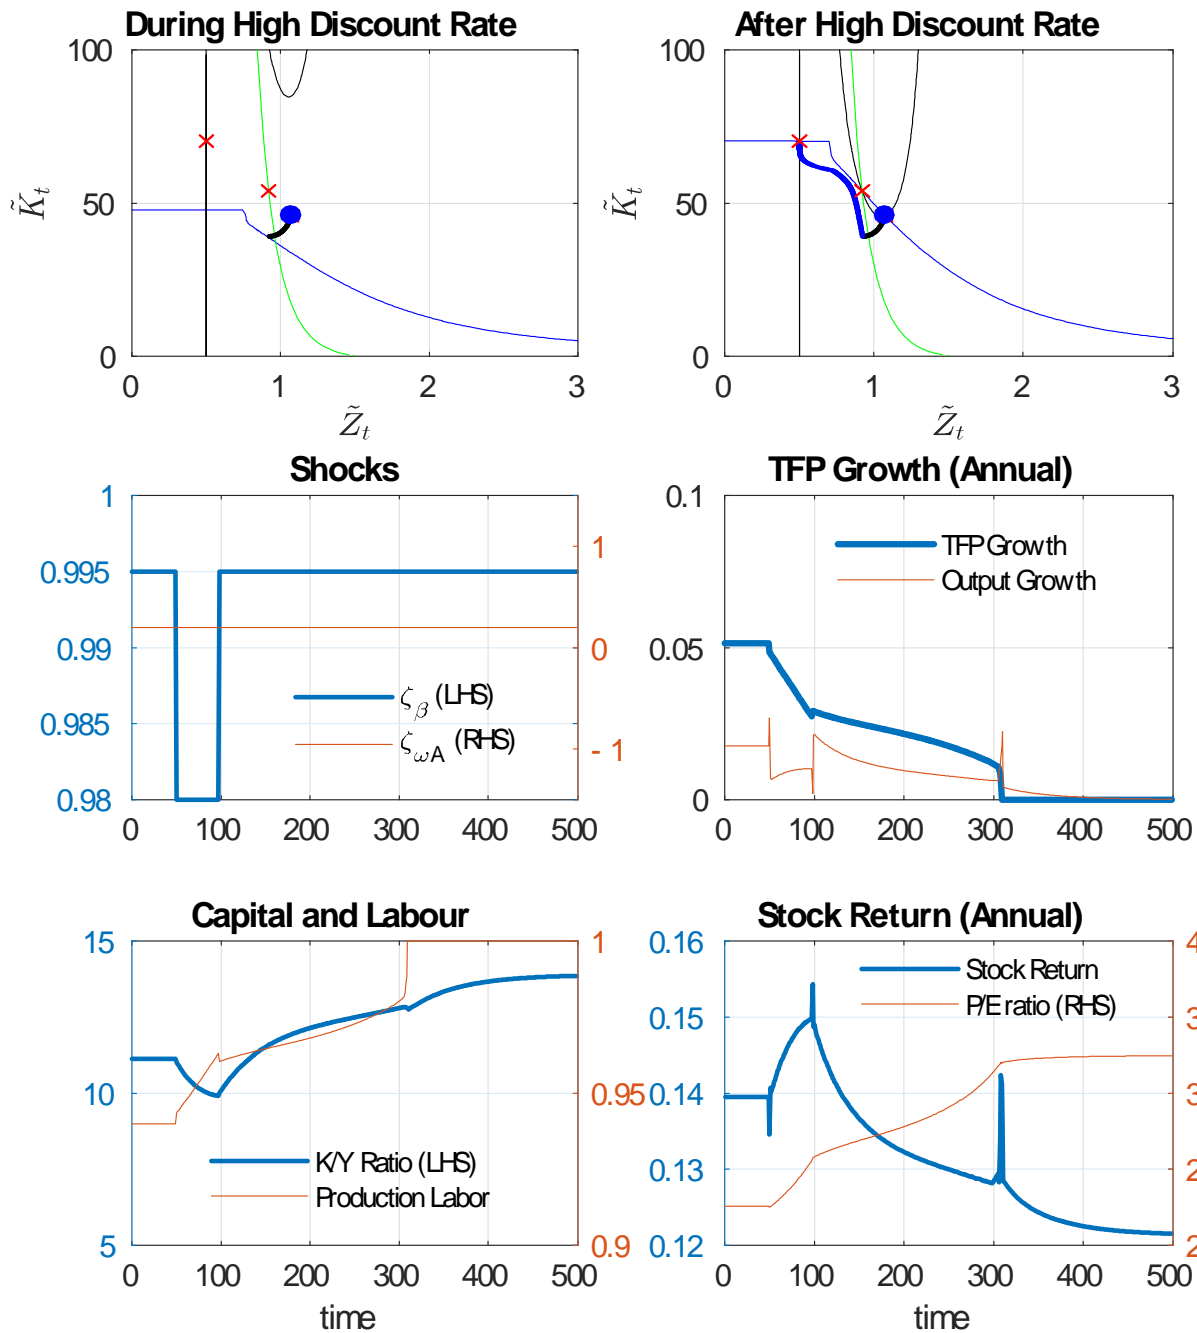 During High Discount Rate
After High Discount Rate
100
50
0
K̃t
0 1 2 3
Z̃t
100
50
0
K̃t
0 1 2 3
Z̃t
Shocks
1
0.995
0.99
0.985
0.98
1
0
-1
ζβ (LHS)
ζωA (RHS)
0 100 200 300 400 500
TFP Growth (Annual)
0.1
0.05
0
TFP Growth
Output Growth
0 100 200 300 400 500
Capital and Labour
15
10
5
1
0.95
0.9
K/Y Ratio (LHS)
Production Labor
0 100 200 300 400 500
time
Stock Return (Annual)
0.16
0.15
0.14
0.13
0.12
4
3
3
2
2
Stock Return
P/E ratio (RHS)
0 100 200 300 400 500
time